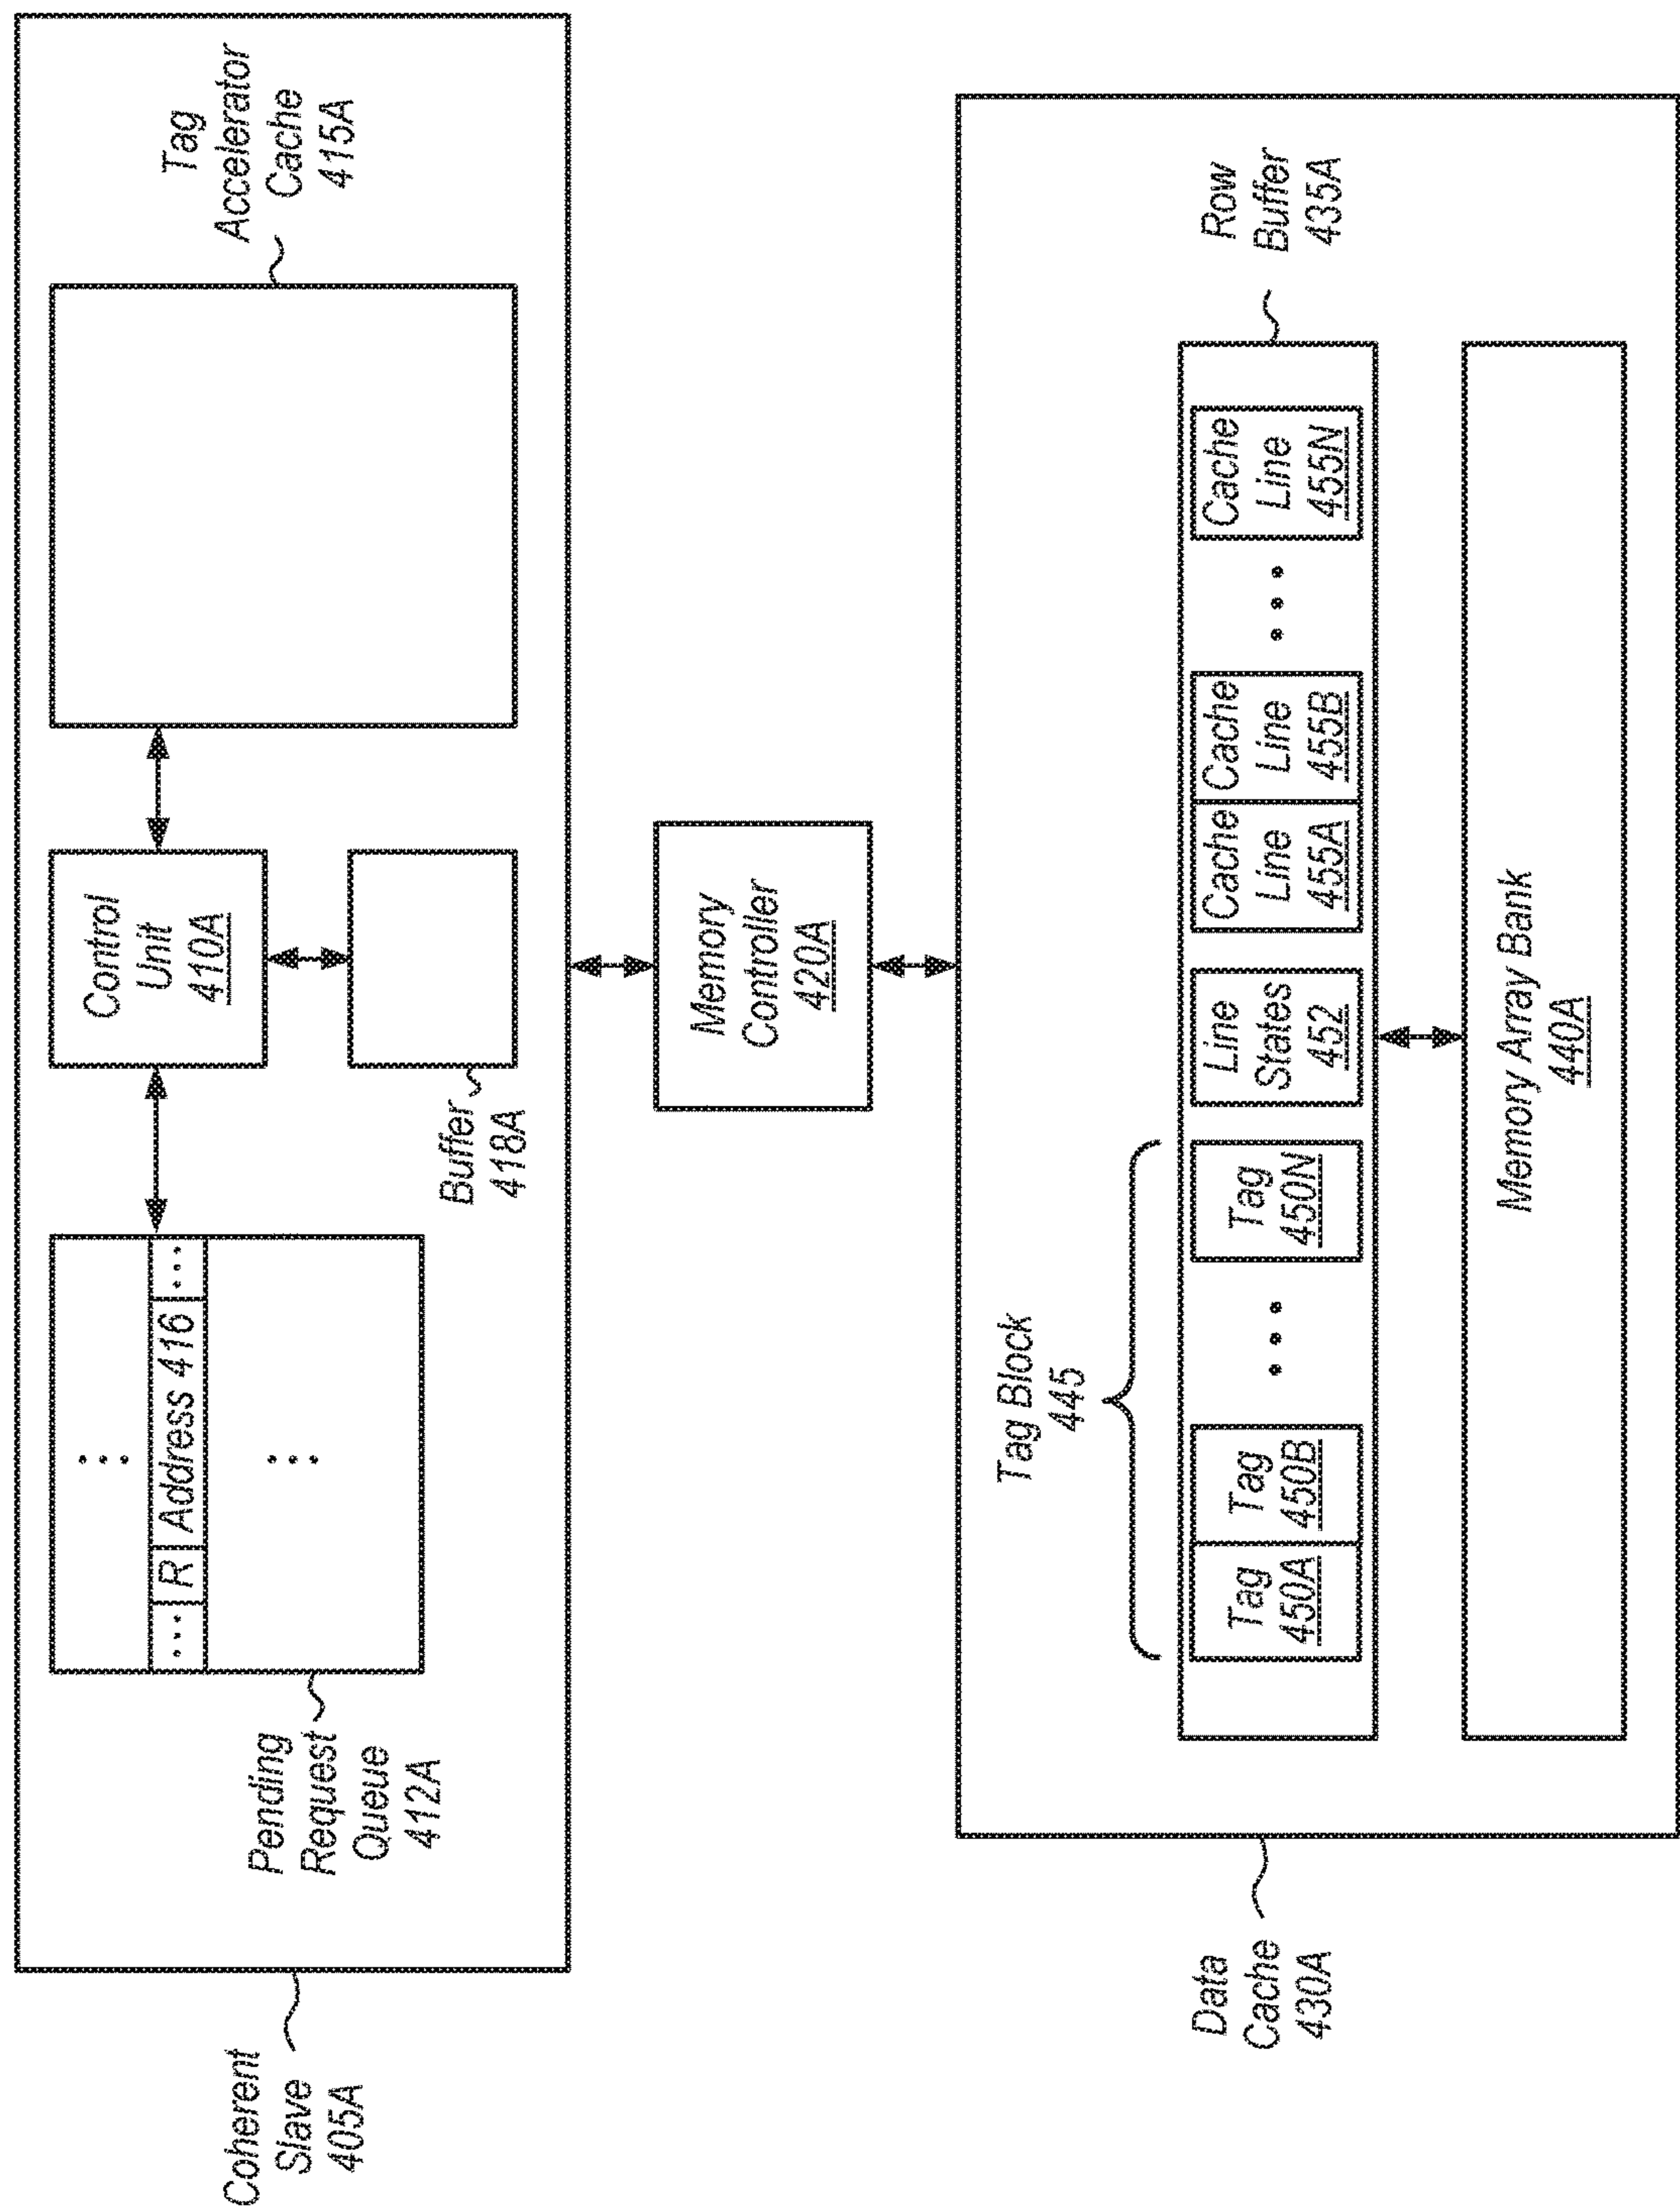 Coherent
Slave
405A
Pending
Request
Queue
412A
... R Address 416 ...
Control
Unit
410A
Buffer
418A
Tag
Accelerator
Cache
415A
Memory
Controller
420A
Data
Cache
430A
Tag Block
445
Tag
450A
Tag
450B
Tag
450N
Line
States
452
Cache
Line
455A
Cache
Line
455B
Cache
Line
455N
Row
Buffer
435A
Memory Array Bank
440A